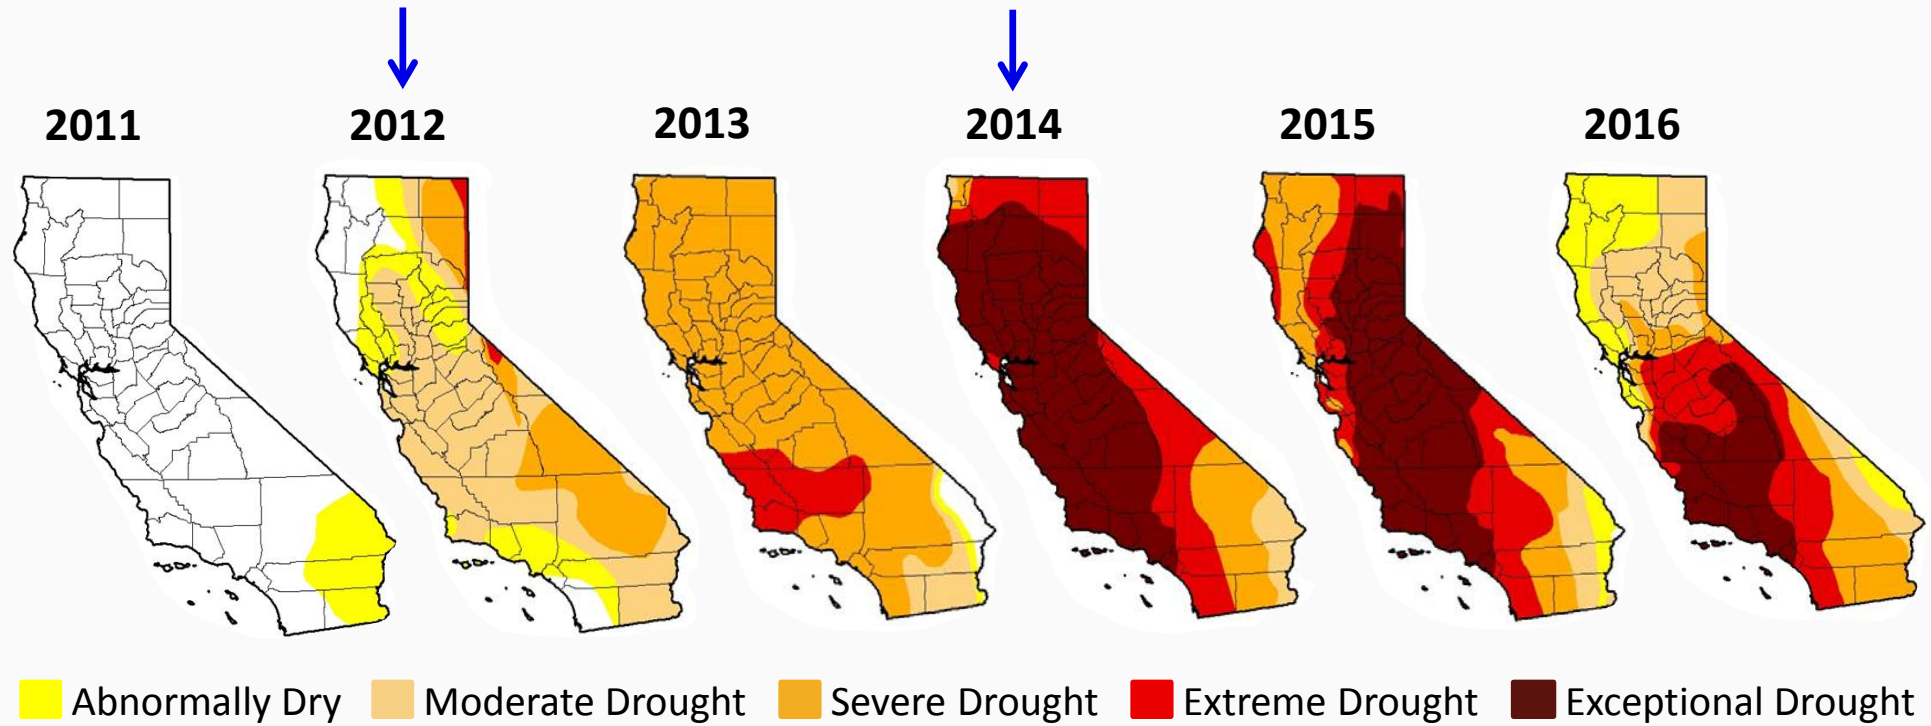 2011 2012 2013 2014 2015 2016
Abnormally Dry Moderate Drought Severe Drought Extreme Drought Exceptional Drought